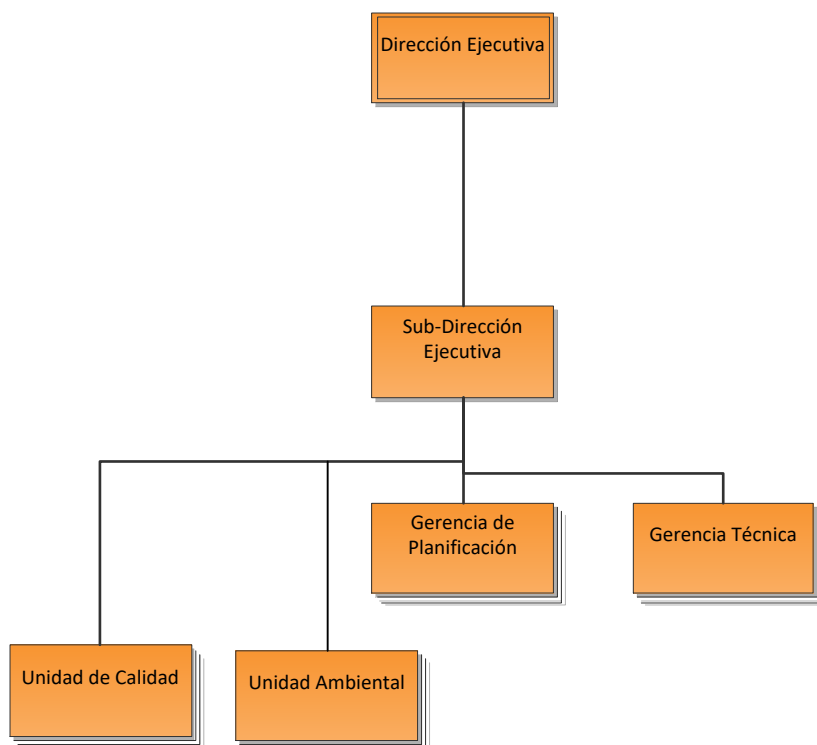 Dirección Ejecutiva
Sub-Dirección
Ejecutiva
Gerencia de
Planificación
Gerencia Técnica
Unidad de Calidad
Unidad Ambiental